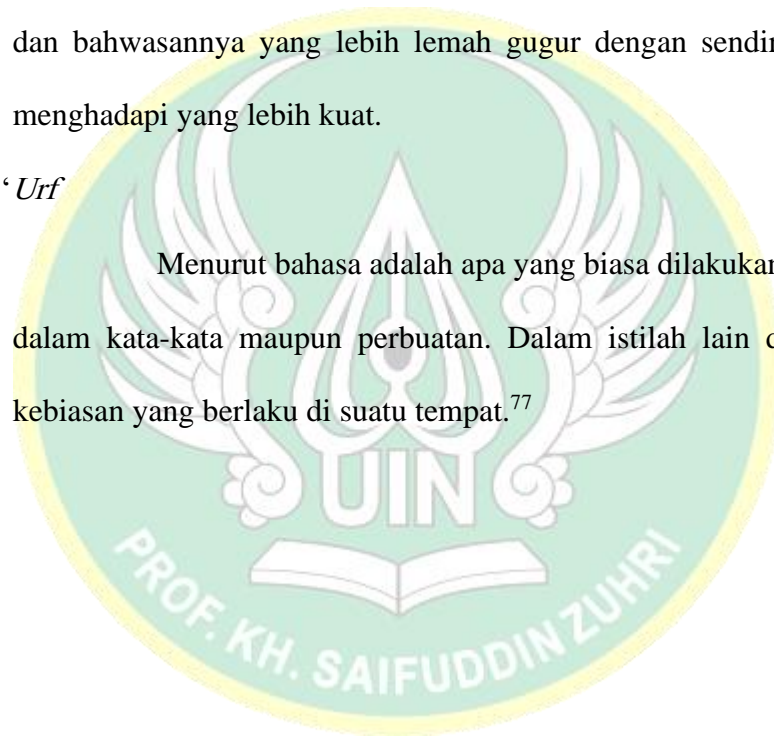 dan bahwasannya yang lebih lemah gugur dengan
menghadapi yang lebih kuat.
‘Urf
Menurut bahasa adalah apa yang biasa
dalam kata-kata maupun perbuatan. Dalam istilah lain
kebiasan yang berlaku di suatu tempat.77
UIN
PROF. KH. SAIFUDDIN ZUHRI